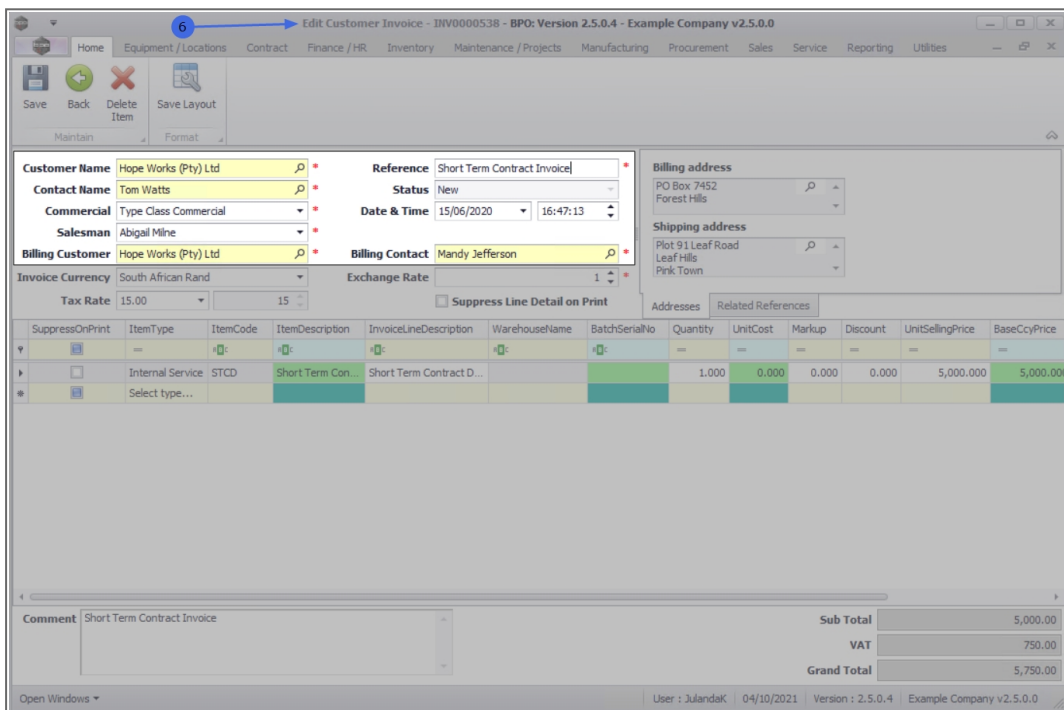 6
Edit Customer Invoice - INV0000538 - BPO: Version 2.5.0.4 - Example Company v2.5.0.0
Home Equipment / Locations Contract Finance / HR Inventory Maintenance / Projects Manufacturing Procurement Sales Service Reporting Utilities
Save Back Delete Item Save Layout
Maintain Format
Customer Name Hope Works (Pty) Ltd * Reference Short Term Contract Invoice *
Contact Name Tom Watts * Status New
Commercial Type Class Commercial * Date & Time 15/06/2020 16:47:13
Salesman Abigail Milne *
Billing Customer Hope Works (Pty) Ltd * Billing Contact Mandy Jefferson *
Invoice Currency South African Rand Exchange Rate 1 *
Tax Rate 15.00 15 Suppress Line Detail on Print
Billing address
PO Box 7452
Forest Hills
Shipping address
Plot 91 Leaf Road
Leaf Hills
Pink Town
Addresses Related References
SuppressOnPrint ItemType ItemCode ItemDescription InvoiceLineDescription WarehouseName BatchSerialNo Quantity UnitCost Markup Discount UnitSellingPrice BaseCcyPrice
Internal Service STCD Short Term Con... Short Term Contract D... 1.000 0.000 0.000 0.000 5,000.000 5,000.00
Select type...
Comment Short Term Contract Invoice
Sub Total 5,000.00
VAT 750.00
Grand Total 5,750.00
Open Windows User : JulandaK 04/10/2021 Version : 2.5.0.4 Example Company v2.5.0.0